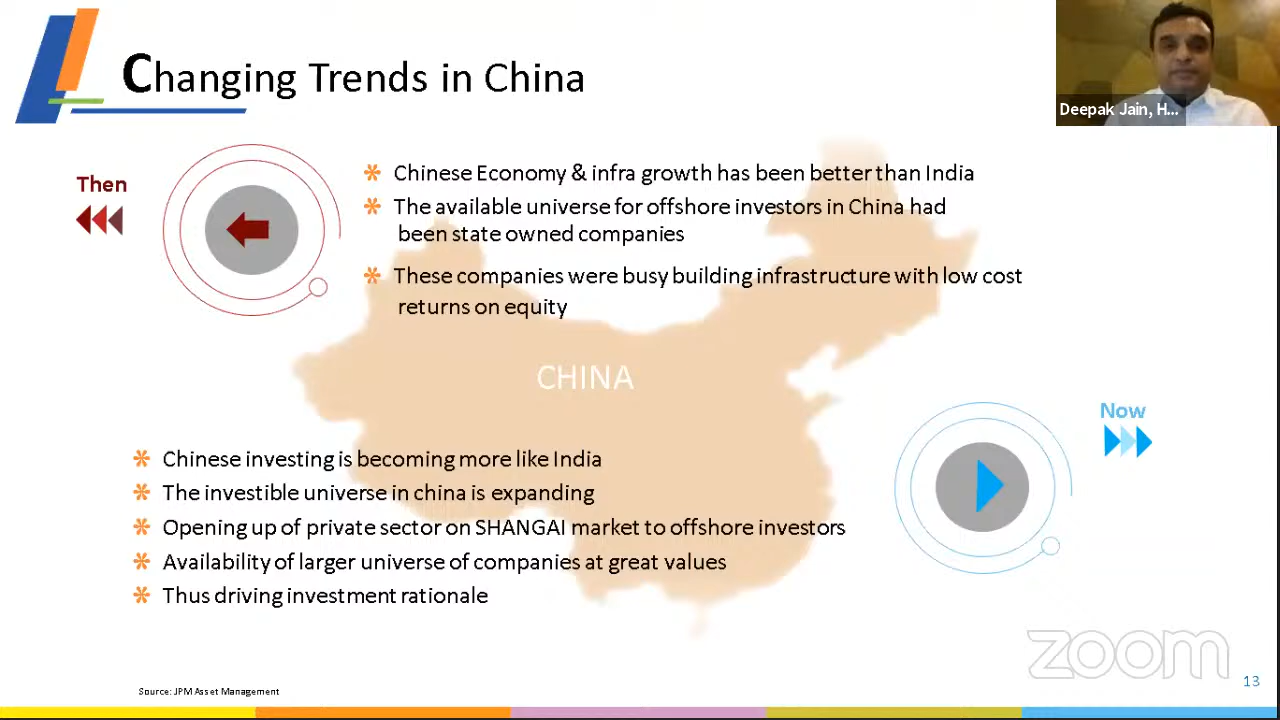 Changing Trends in China
Deepak Jain, H...
Then
Chinese Economy & infra growth has been better than India
The available universe for offshore investors in China had
been state owned companies
These companies were busy building infrastructure with low cost
returns on equity
CHINA
Now
Chinese investing is becoming more like India
The investible universe in china is expanding
Opening up of private sector on SHANGAI market to offshore investors
Availability of larger universe of companies at great values
Thus driving investment rationale
zoom
13
Source: JPM Asset Management